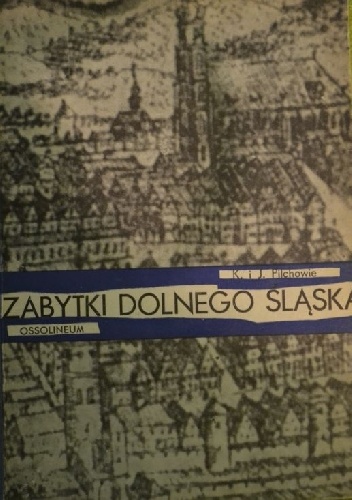 K. i J. Pilchowie
ZABYTKI DOLNEGO ŚLĄSKA
OSSOLINEUM